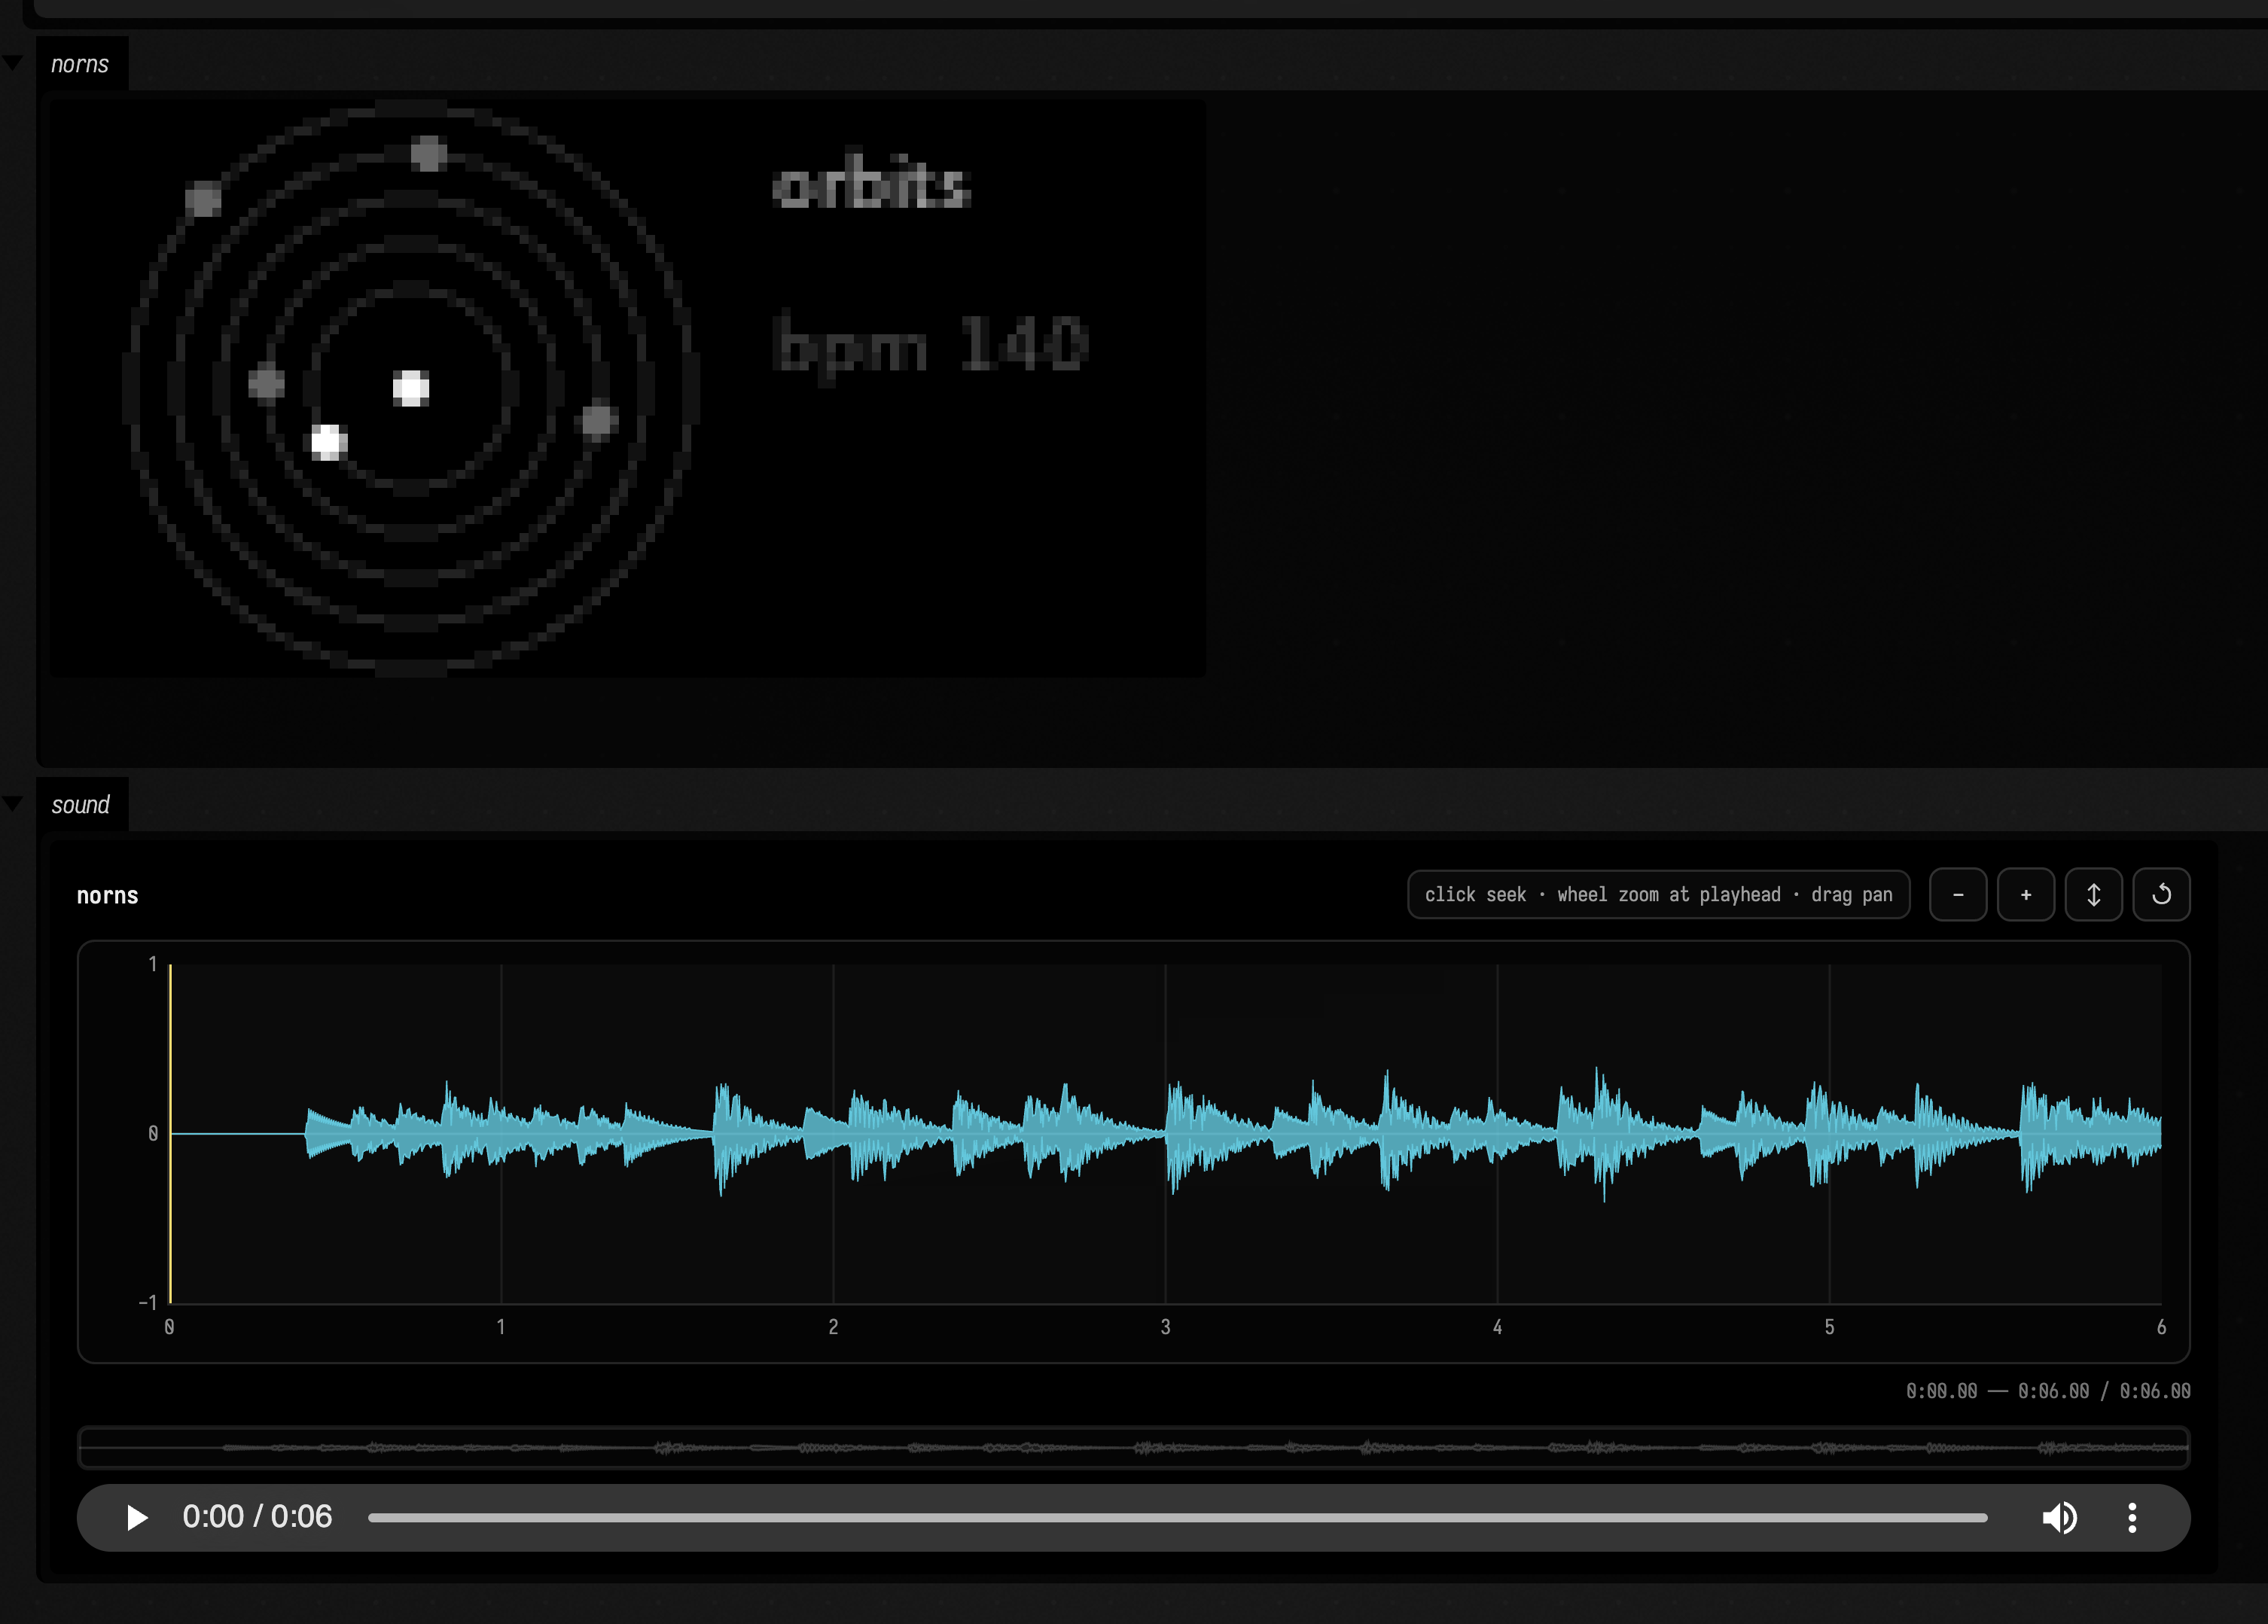 norns
orbits
bpm 140
sound
norns
click seek · wheel zoom at playhead · drag pan
- +
1
0
-1
0 1 2 3 4 5 6
0:00.00 — 0:06.00 / 0:06.00
0:00 / 0:06